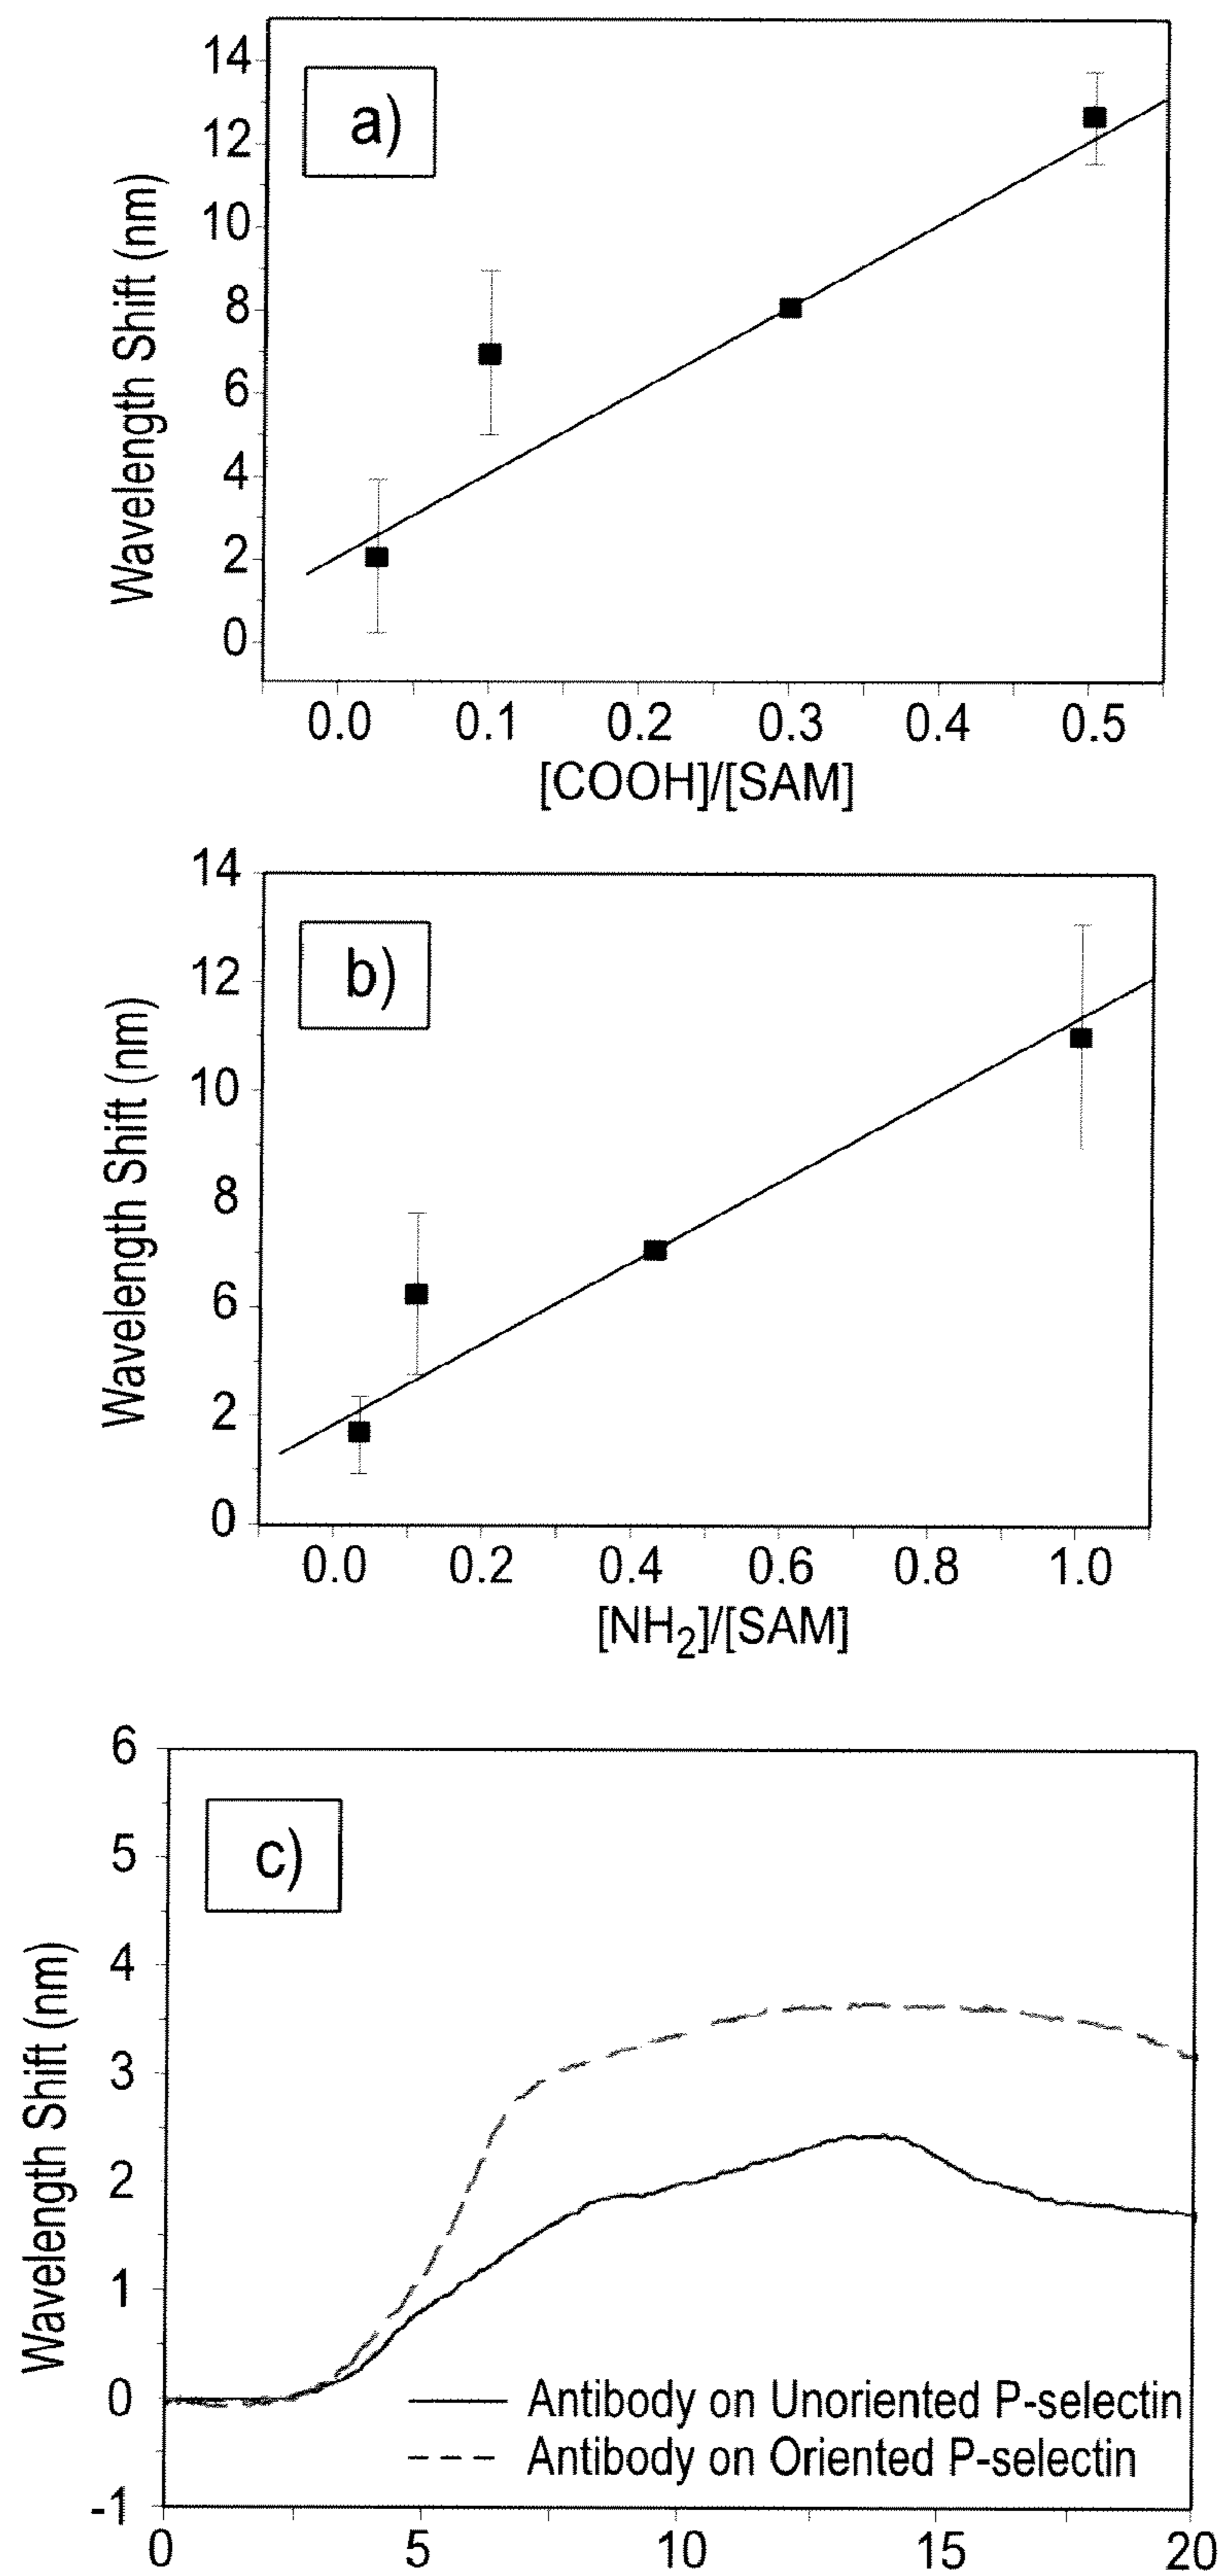 a)
Wavelength Shift (nm)
14
12
10
8
6
4
2
0
0.0 0.1 0.2 0.3 0.4 0.5
[COOH]/[SAM]
b)
Wavelength Shift (nm)
14
12
10
8
6
4
2
0
0.0 0.2 0.4 0.6 0.8 1.0
[NH2]/[SAM]
c)
Wavelength Shift (nm)
6
5
4
3
2
1
0
-1
Antibody on Unoriented P-selectin
Antibody on Oriented P-selectin
0 5 10 15 20